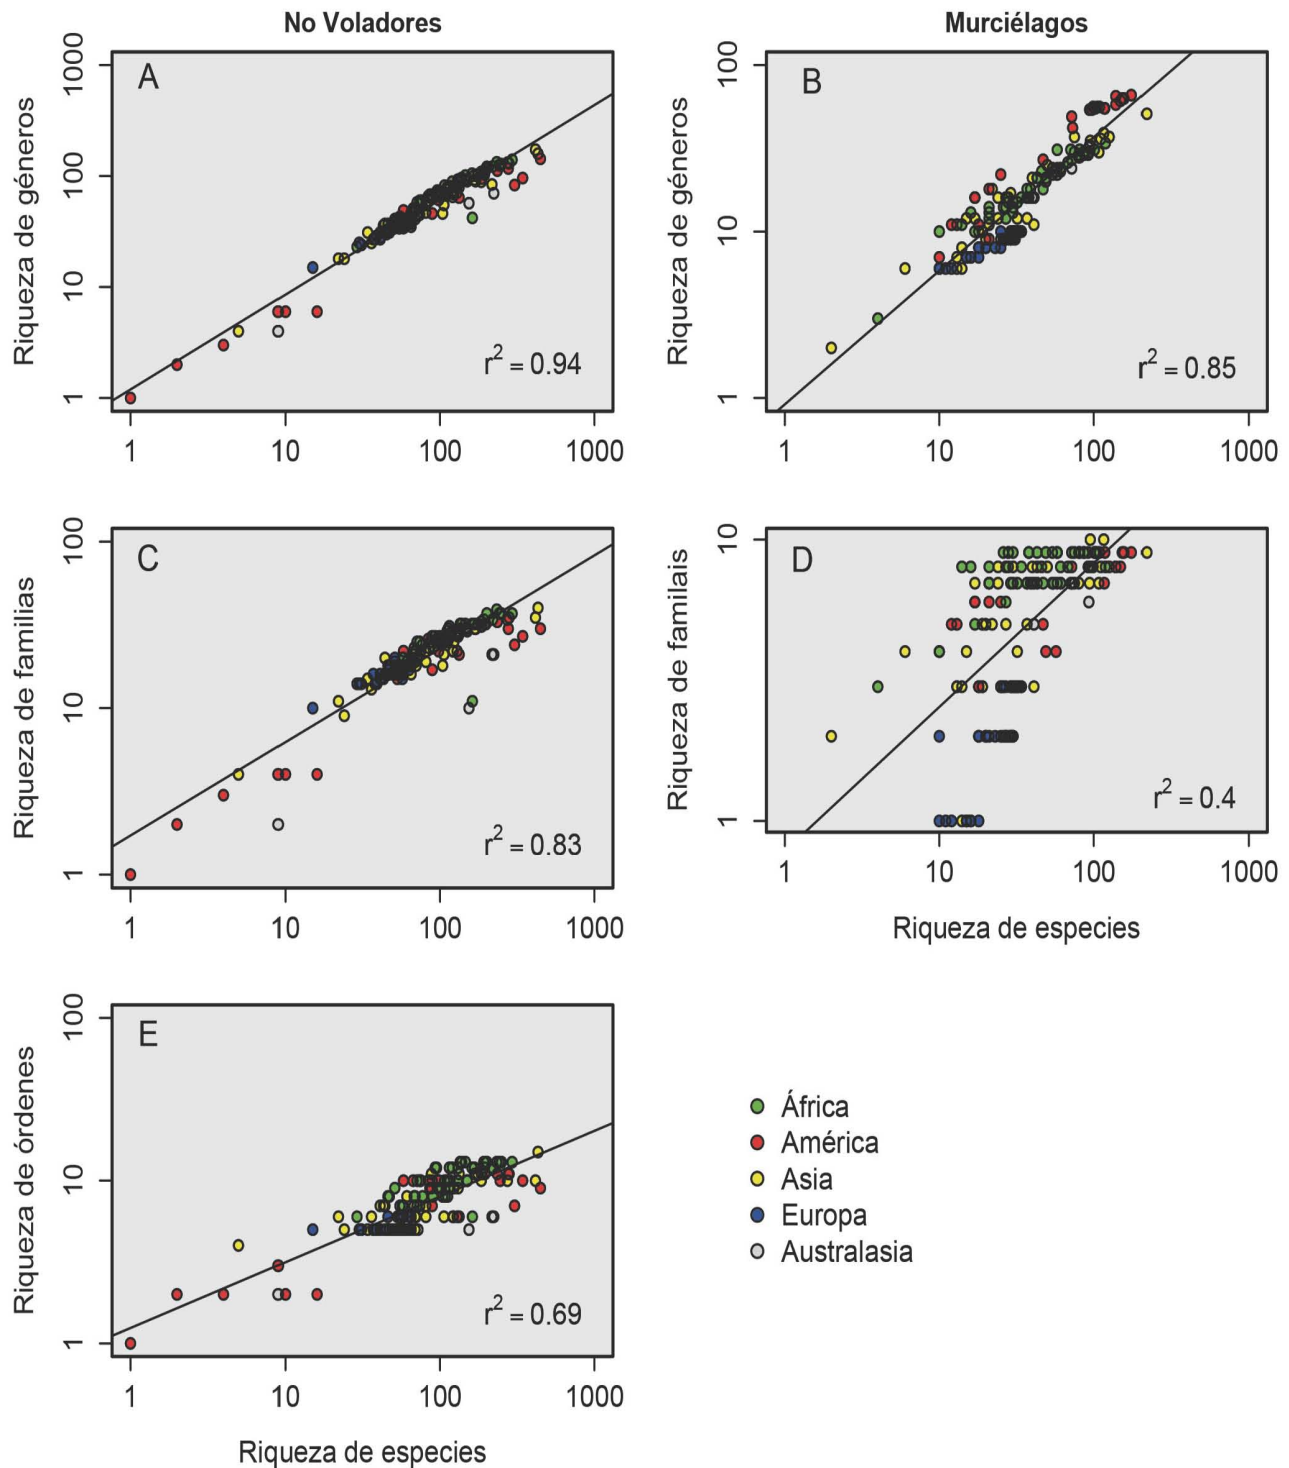 No Voladores
Murciélagos
Riqueza de géneros
1000
100
10
1
A
r2 = 0.94
1 10 100 1000
Riqueza de géneros
100
10
1
B
r2 = 0.85
1 10 100 1000
Riqueza de familias
100
10
1
C
r2 = 0.83
1 10 100 1000
Riqueza de familais
10
1
D
r2 = 0.4
1 10 100 1000
Riqueza de especies
Riqueza de órdenes
100
10
1
E
r2 = 0.69
1 10 100 1000
Riqueza de especies
África
América
Asia
Europa
Australasia